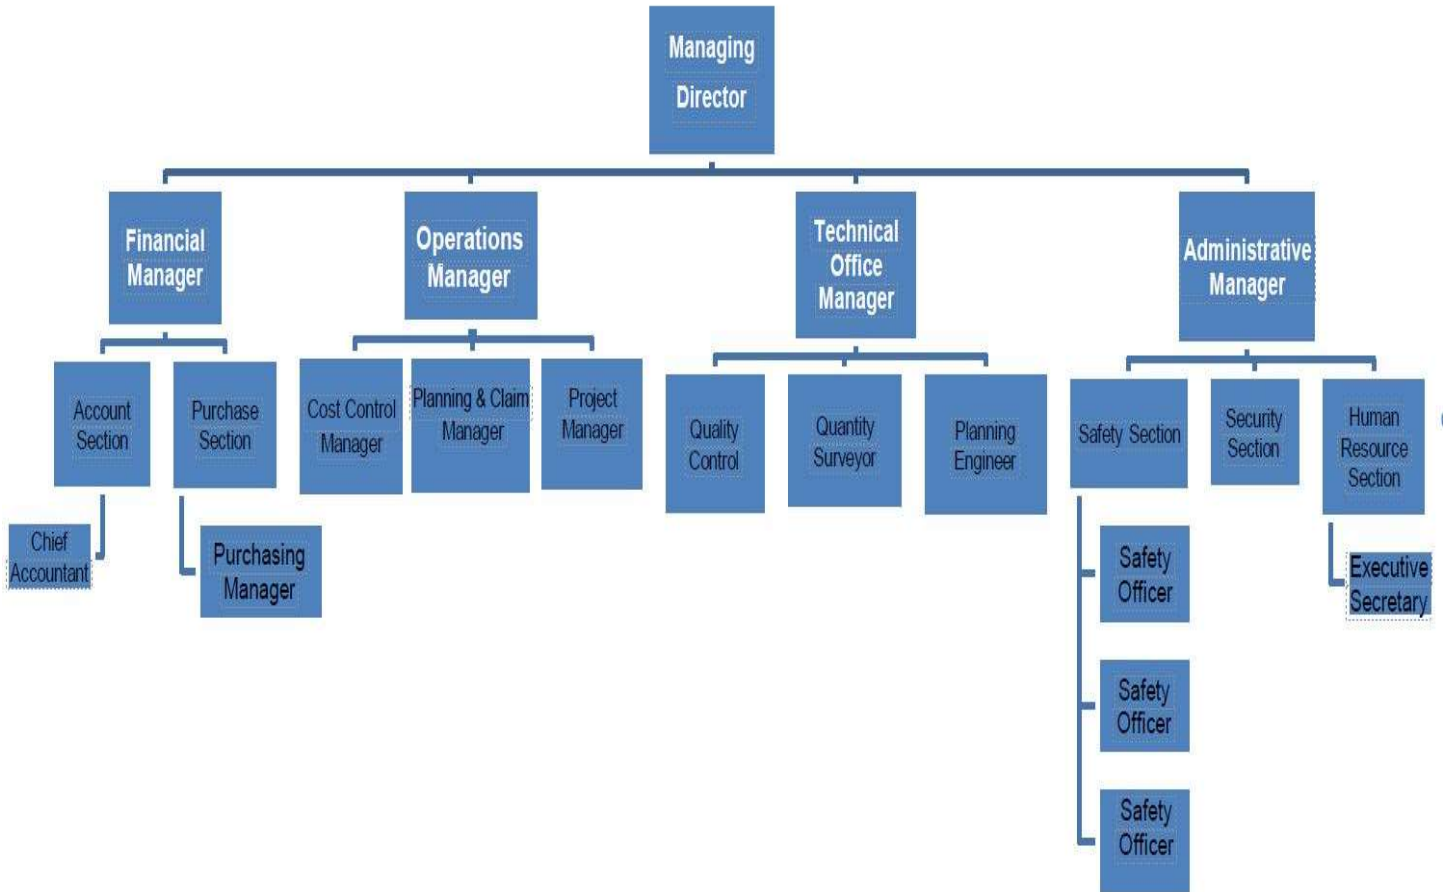 Managing
Director
Financial
Manager
Operations
Manager
Technical
Office
Manager
Administrative
Manager
Account
Section
Purchase
Section
Cost Control
Manager
Planning & Claim
Manager
Project
Manager
Quality
Control
Quantity
Surveyor
Planning
Engineer
Safety Section
Security
Section
Human
Resource
Section
Chief
Accountant
Purchasing
Manager
Safety
Officer
Executive
Secretary
Safety
Officer
Safety
Officer